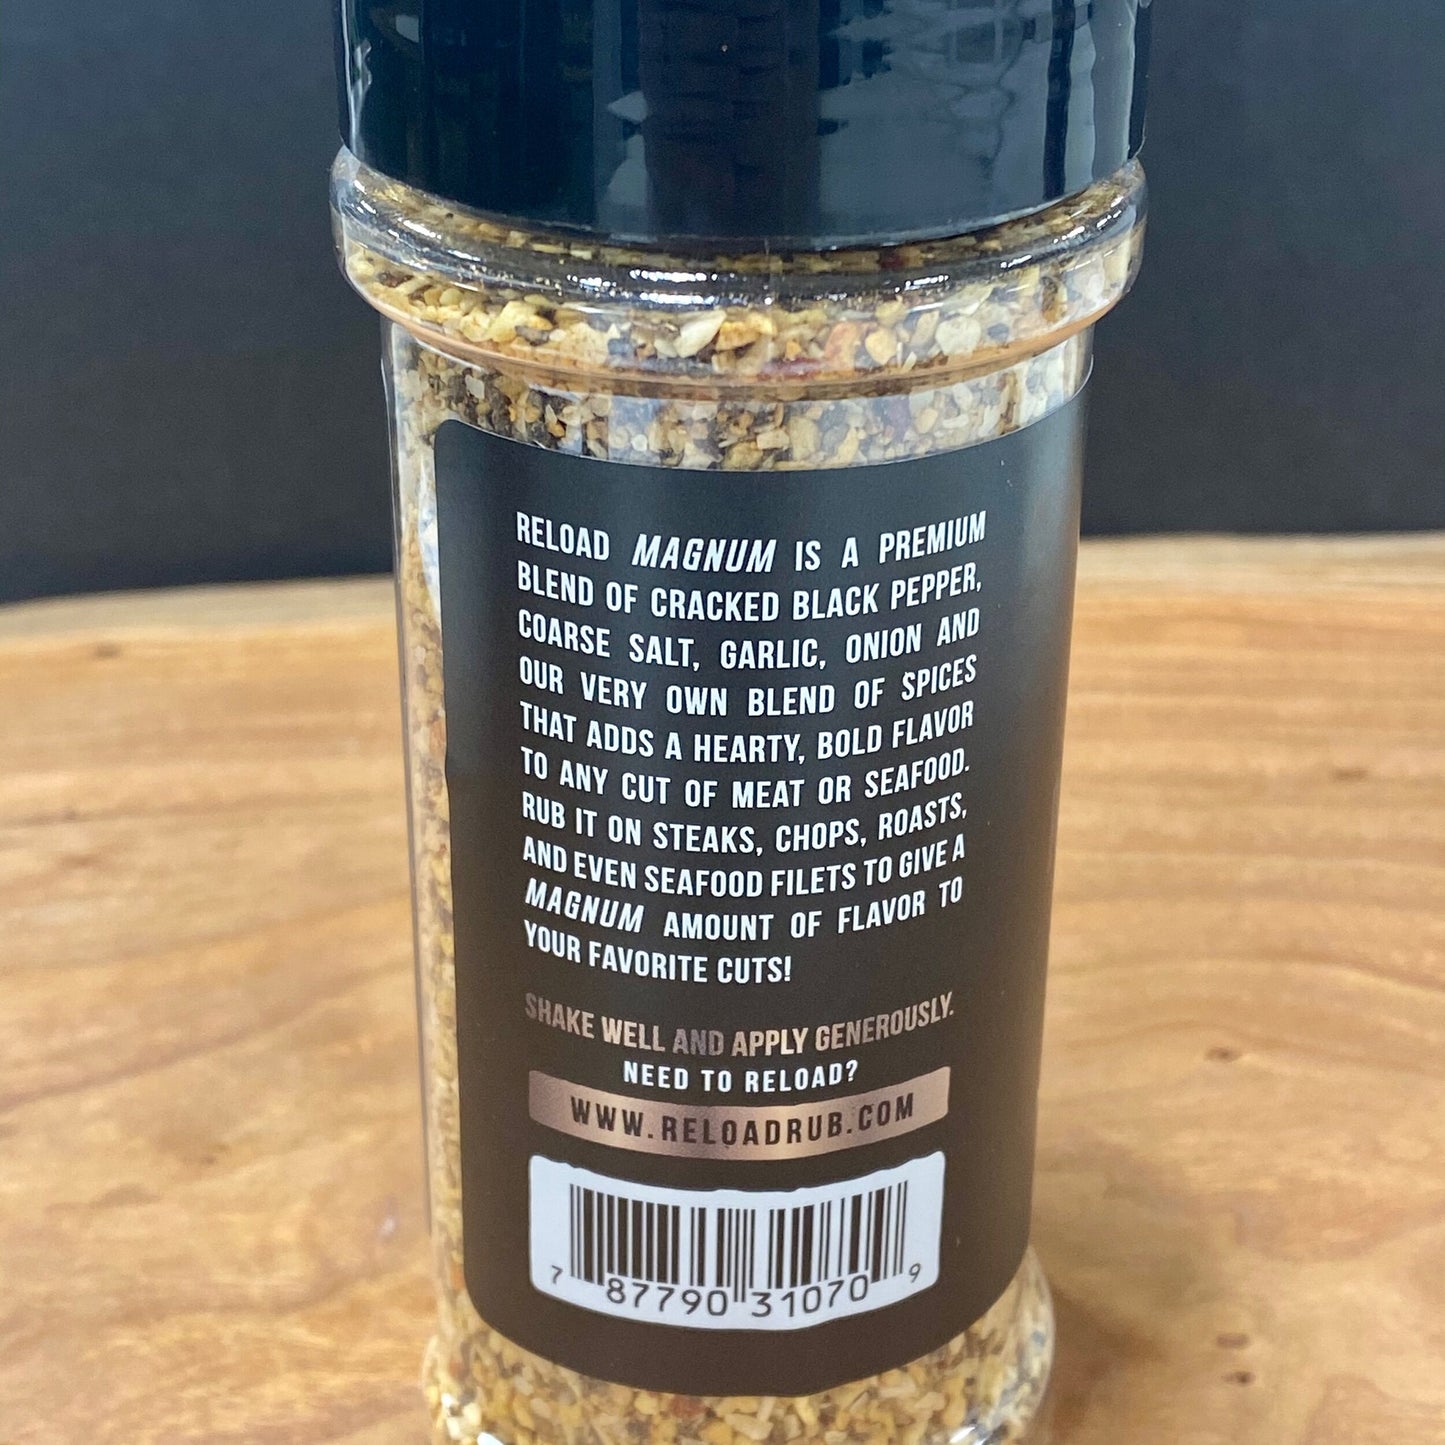 RELOAD MAGNUM IS A PREMIUM
BLEND OF CRACKED BLACK PEPPER,
COARSE SALT, GARLIC, ONION AND
OUR VERY OWN BLEND OF SPICES
THAT ADDS A HEARTY, BOLD FLAVOR
TO ANY CUT OF MEAT OR SEAFOOD.
RUB IT ON STEAKS, CHOPS, ROASTS,
AND EVEN SEAFOOD FILETS TO GIVE A
MAGNUM AMOUNT OF FLAVOR TO
YOUR FAVORITE CUTS!
SHAKE WELL AND APPLY GENEROUSLY.
NEED TO RELOAD?
WWW.RELOADRUB.COM
7 87790 31070 9